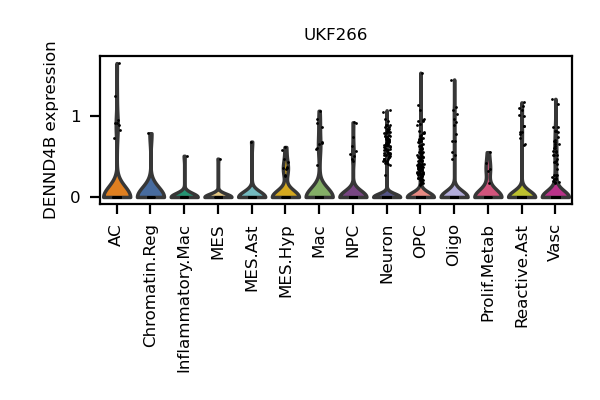 UKF266
DENND4B expression
1
0
AC
Chromatin.Reg
Inflammatory.Mac
MES
MES.Ast
MES.Hyp
Mac
NPC
Neuron
OPC
Oligo
Prolif.Metab
Reactive.Ast
Vasc